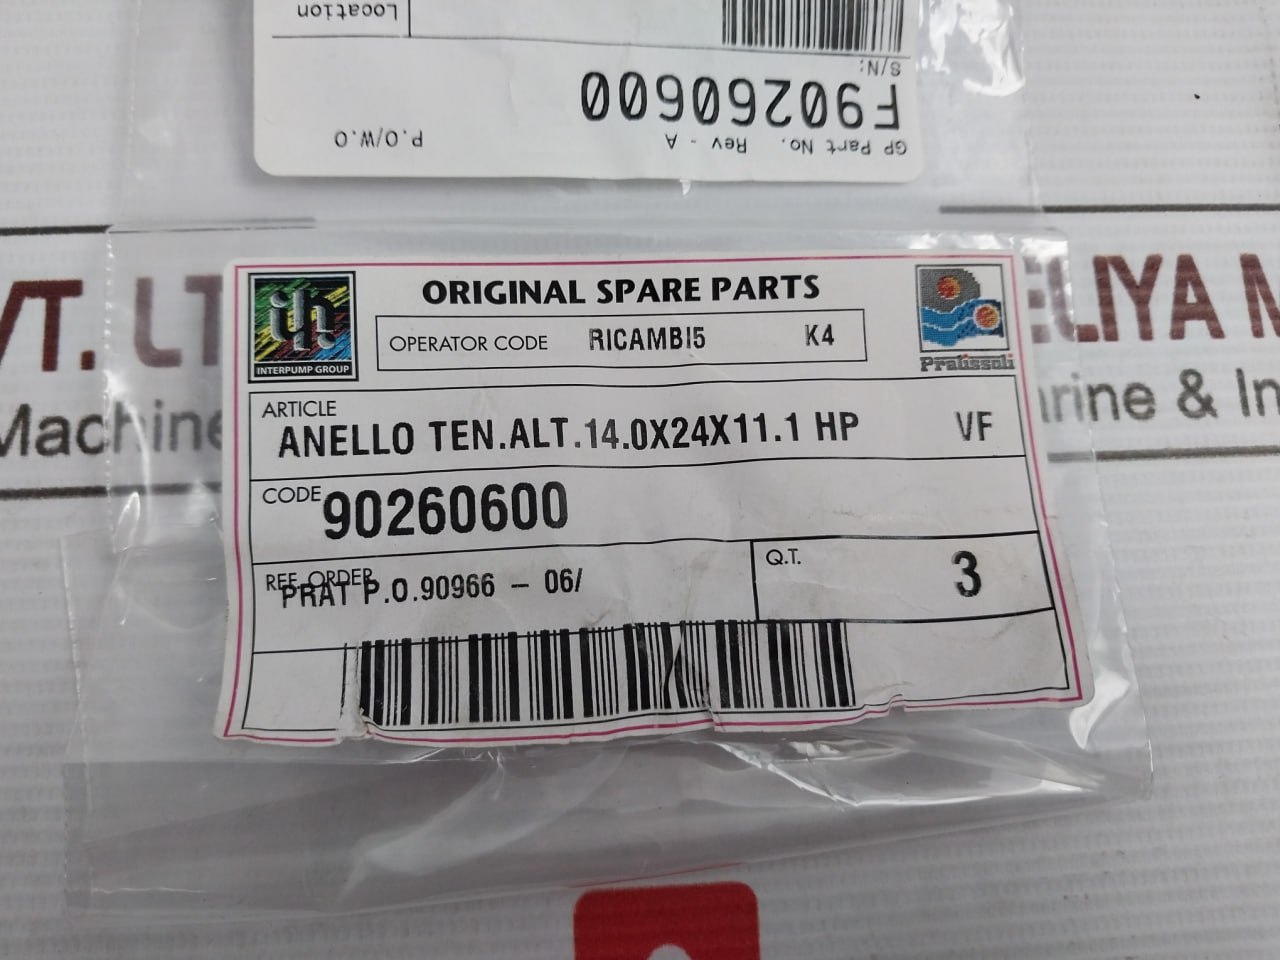 Location
S/N:
F90260600
GP Part No. Rev - A P.O/W.O
VT. LT ELIYA M
Machine rine & In
ORIGINAL SPARE PARTS
INTERPUMP GROUP
OPERATOR CODE RICAMBI5 K4
Pratissoli
ARTICLE
ANELLO TEN.ALT.14.0X24X11.1 HP VF
CODE 90260600
REF. ORDER
PRAT P.O.90966 - 06/
Q.T. 3